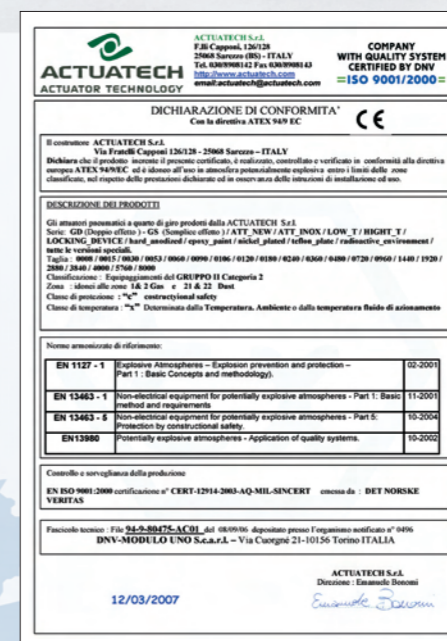 ACTUATECH
ACTUATOR TECHNOLOGY
ACTUATECH S.r.l.
F.lli Capponi, 126/128
25068 Sarezzo (BS) - ITALY
Tel. 0308908142 Fax 0308908143
http://www.actuatech.com
email:actuatech@actuatech.com
COMPANY
WITH QUALITY SYSTEM
CERTIFIED BY DNV
=ISO 9001/2000=
DICHIARAZIONE DI CONFORMITA'
Con la direttiva ATEX 94/9 EC
CE
Il costruttore ACTUATECH S.r.l.
Via Fratelli Capponi 126/128 - 25068 Sarezzo – ITALY
Dichiara che il prodotto inerente il presente certificato, è realizzato, controllato e verificato in conformità alla direttiva
europea ATEX 94/9EC ed è idoneo all'uso in atmosfera potenzialmente esplosiva entro i limiti delle zone
classificate, nel rispetto delle prestazioni dichiarate ed in osservanza delle istruzioni di installazione ed uso.
DESCRIZIONE DEI PRODOTTI
Gli attuatori pneumatici a quarto di giro prodotti dalla ACTUATECH S.r.l.
Serie: GD (Doppio effetto) - GS (Semplice effetto) / ATT_NEW / ATT_INOX / LOW_T / HIGHT_T /
LOCKING_DEVICE / hard_anodized / epoxy_paint / nickel_plated / teflon_plate / radioactive_environment /
tutte le versioni speciali.
Taglia : 0008 / 0015 / 0030 / 0053 / 0060 / 0090 / 0106 / 0120 / 0180 / 0240 / 0360 / 0480 / 0720 / 0960 / 1440 / 1920 /
2880 / 3840 / 4000 / 5760 / 8000
Classificazione : Equipaggiamenti del GRUPPO II Categoria 2
Zona : idonei alle zone 1& 2 Gas e 21 & 22 Dust
Classe di protezione : "c" costructyional safety
Classe di temperatura : "x" Determinata dalla Temperatura. Ambiente o dalla temperatura fluido di azionamento
Norme armonizzate di riferimento:
EN 1127 - 1 Explosive Atmospheres – Explosion prevention and protection – 02-2001
Part 1 : Basic Concepts and methodology).
EN 13463 - 1 Non-electrical equipment for potentially explosive atmospheres - Part 1: Basic 11-2001
method and requirements
EN 13463 - 5 Non-electrical equipment for potentially explosive atmospheres - Part 5: 10-2004
Protection by constructional safety.
EN13980 Potentially explosive atmospheres - Application of quality systems. 10-2002
Controllo e sorveglianza della produzione
EN ISO 9001:2000 certificazione n° CERT-12914-2003-AQ-MIL-SINCERT emessa da : DET NORSKE
VERITAS
Fascicolo tecnico : File 94-9-80475-AC01 del 08/09/06 depositato presso l'organismo notificato n° 0496
DNV-MODULO UNO S.c.a.r.l. – Via Cuorgnè 21-10156 Torino ITALIA
ACTUATECH S.r.l.
Direzione : Emanuele Bonomi
12/03/2007
Emanuele Bonomi